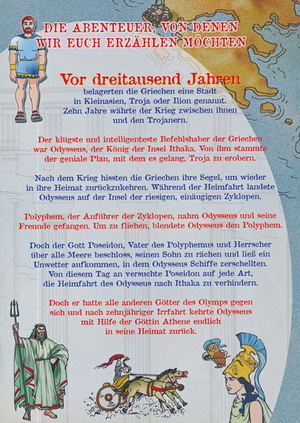 DIE ABENTEUER, VON DENEN
WIR EUCH ERZÄHLEN MÖCHTEN
Vor dreitausend Jahren
belagerten die Griechen eine Stadt
in Kleinasien, Troja oder Ilion genannt.
Zehn Jahre währte der Krieg zwischen ihnen
und den Trojanern.
Der klügste und intelligenteste Befehlshaber der Griechen
war Odysseus, der König der Insel Ithaka. Von ihm stammte
der geniale Plan, mit dem es gelang, Troja zu erobern.
Nach dem Krieg hissten die Griechen ihre Segel, um wieder
in ihre Heimat zurückzukehren. Während der Heimfahrt landete
Odysseus auf der Insel der riesigen, einäugigen Zyklopen.
Polyphem, der Anführer der Zyklopen, nahm Odysseus und seine
Freunde gefangen. Um zu fliehen, blendete Odysseus den Polyphem.
Doch der Gott Poseidon, Vater des Polyphemus und Herrscher
über alle Meere beschloss, seinen Sohn zu rächen und ließ ein
Unwetter aufkommen, in dem Odysseus Schiffe zerschellten.
Von diesem Tag an versuchte Poseidon auf jede Art,
die Heimfahrt des Odysseus nach Ithaka zu verhindern.
Doch er hatte alle anderen Götter des Olymps gegen
sich und nach zehnjähriger Irrfahrt kehrte Odysseus
mit Hilfe der Göttin Athene endlich
in seine Heimat zurück.